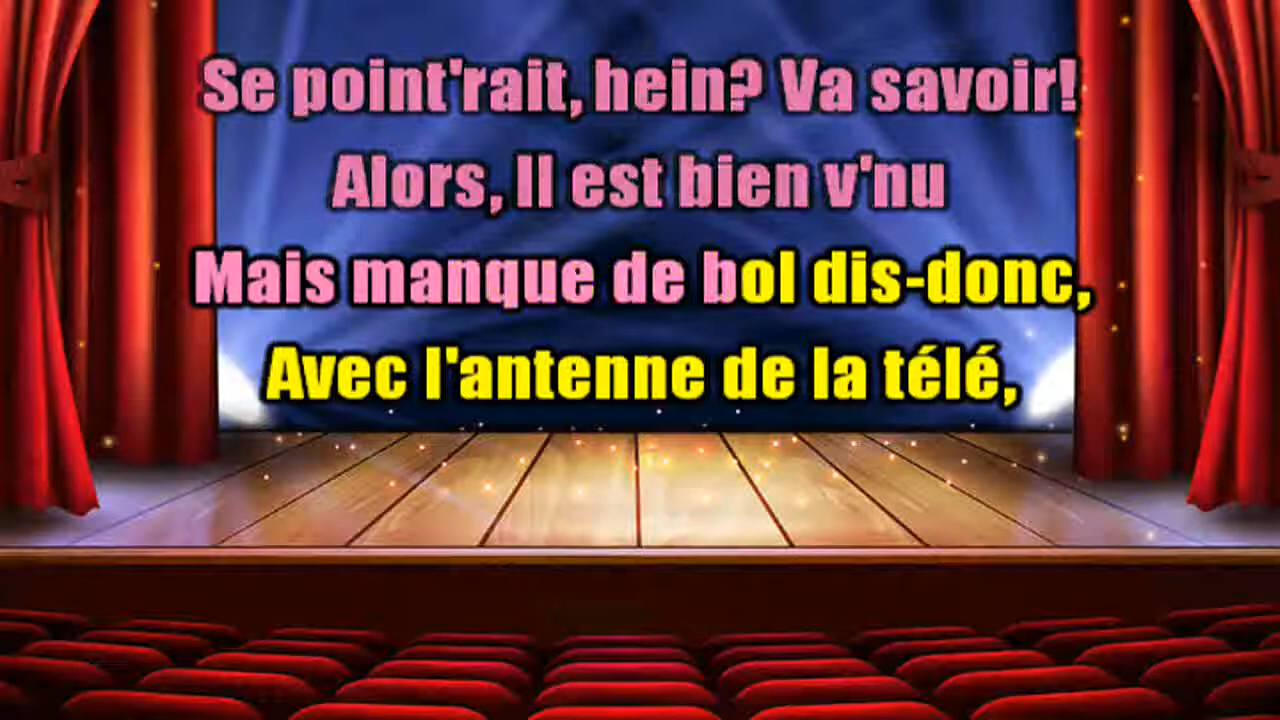 Se point'rait, hein? Va savoir!
Alors, Il est bien v'nu
Mais manque de bol dis-donc,
Avec l'antenne de la télé,